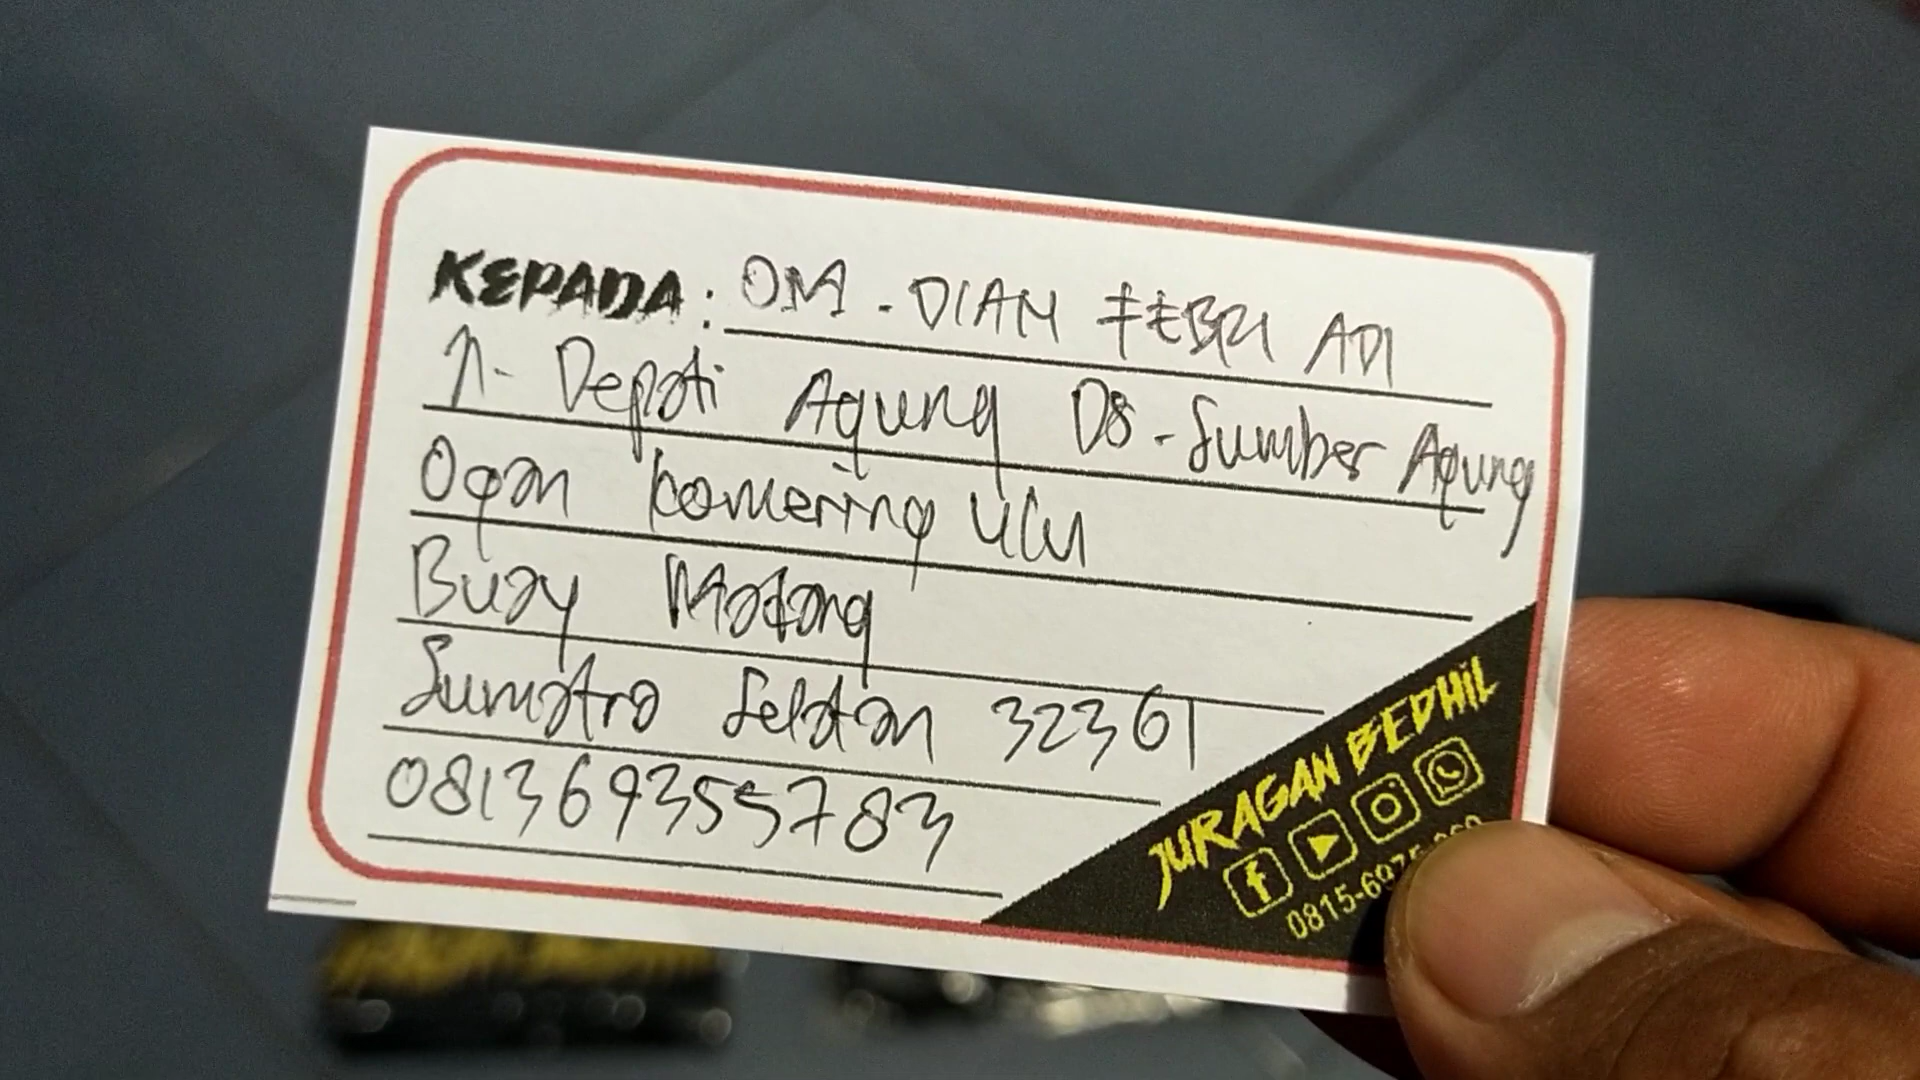 KEPADA: OM. DIAN FEBRI ADI
Jl. Depati Agung DS. Sumber Agung
Ogan komering ulu
Buay Madang
Sumatra Selatan 32361
081369355783
JURAGAN BEDHIL